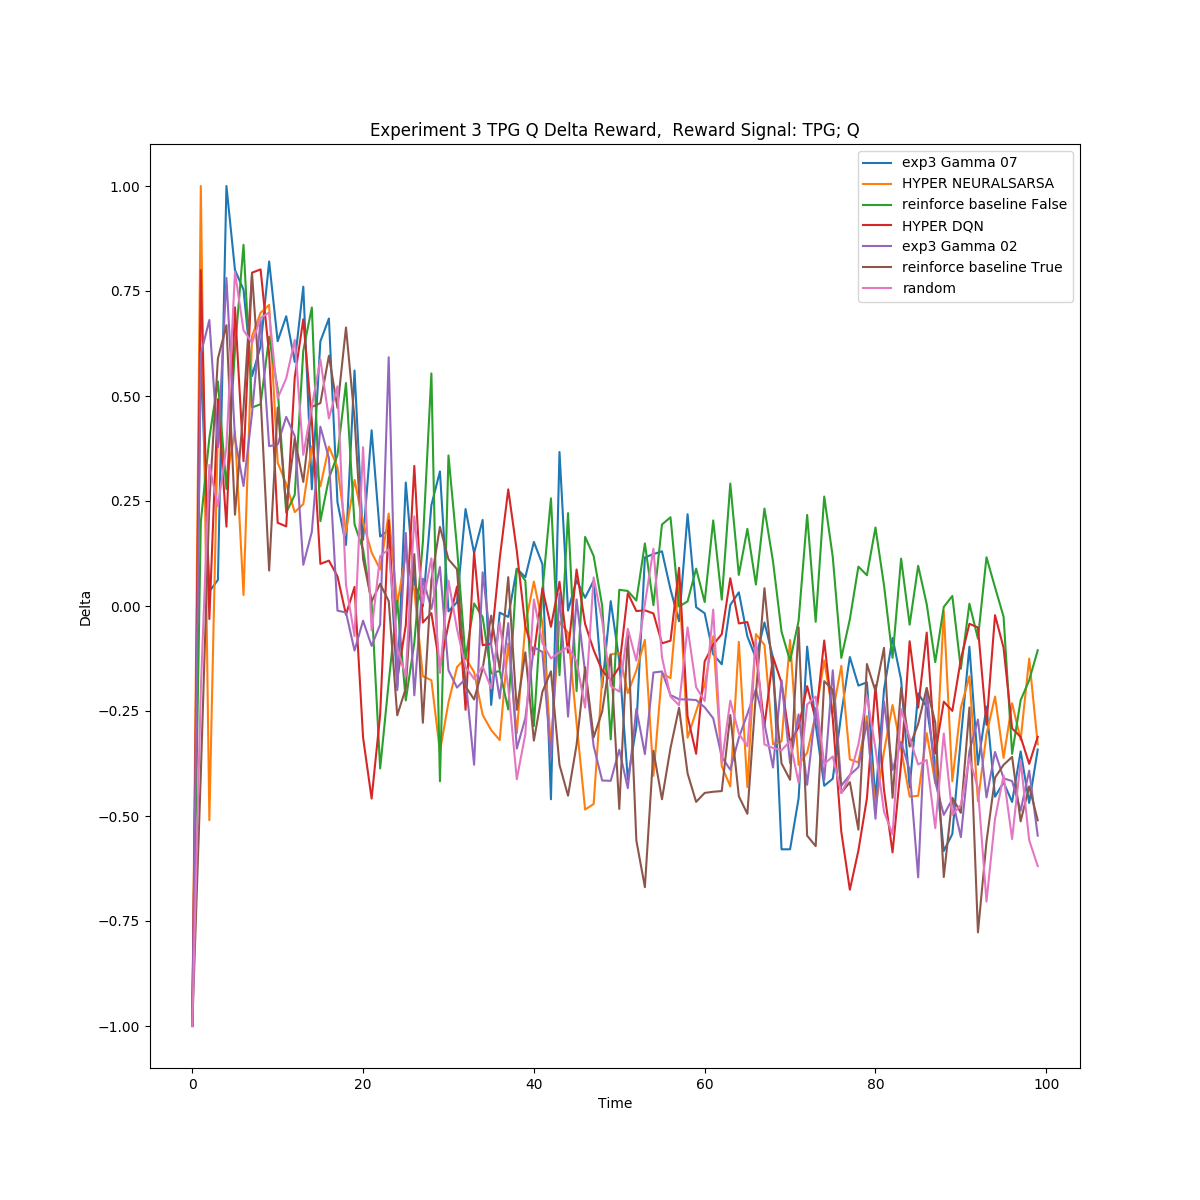 Experiment 3 TPG Q Delta Reward,  Reward Signal: TPG; Q
exp3 Gamma 07
HYPER NEURALSARSA
reinforce baseline False
HYPER DQN
exp3 Gamma 02
reinforce baseline True
random
1.00
0.75
0.50
0.25
0.00
−0.25
−0.50
−0.75
−1.00
Delta
0 20 40 60 80 100
Time